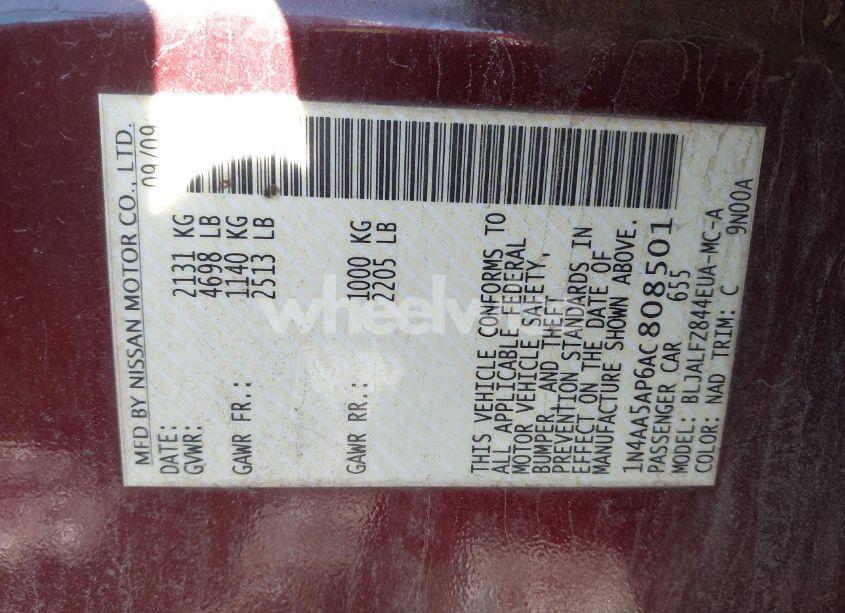 MFD BY NISSAN MOTOR CO., LTD.
DATE: 09/09
GVWR: 2131 KG
4698 LB
GAWR FR.: 1140 KG
2513 LB
GAWR RR.: 1000 KG
2205 LB
THIS VEHICLE CONFORMS TO
ALL APPLICABLE FEDERAL
MOTOR VEHICLE SAFETY,
BUMPER, AND THEFT
PREVENTION STANDARDS IN
EFFECT ON THE DATE OF
MANUFACTURE SHOWN ABOVE.
1N4AA5AP6AC808501
PASSENGER CAR 655
MODEL: BLJALFZ844EUA-MC-A
COLOR: NAD TRIM: C 9N00A